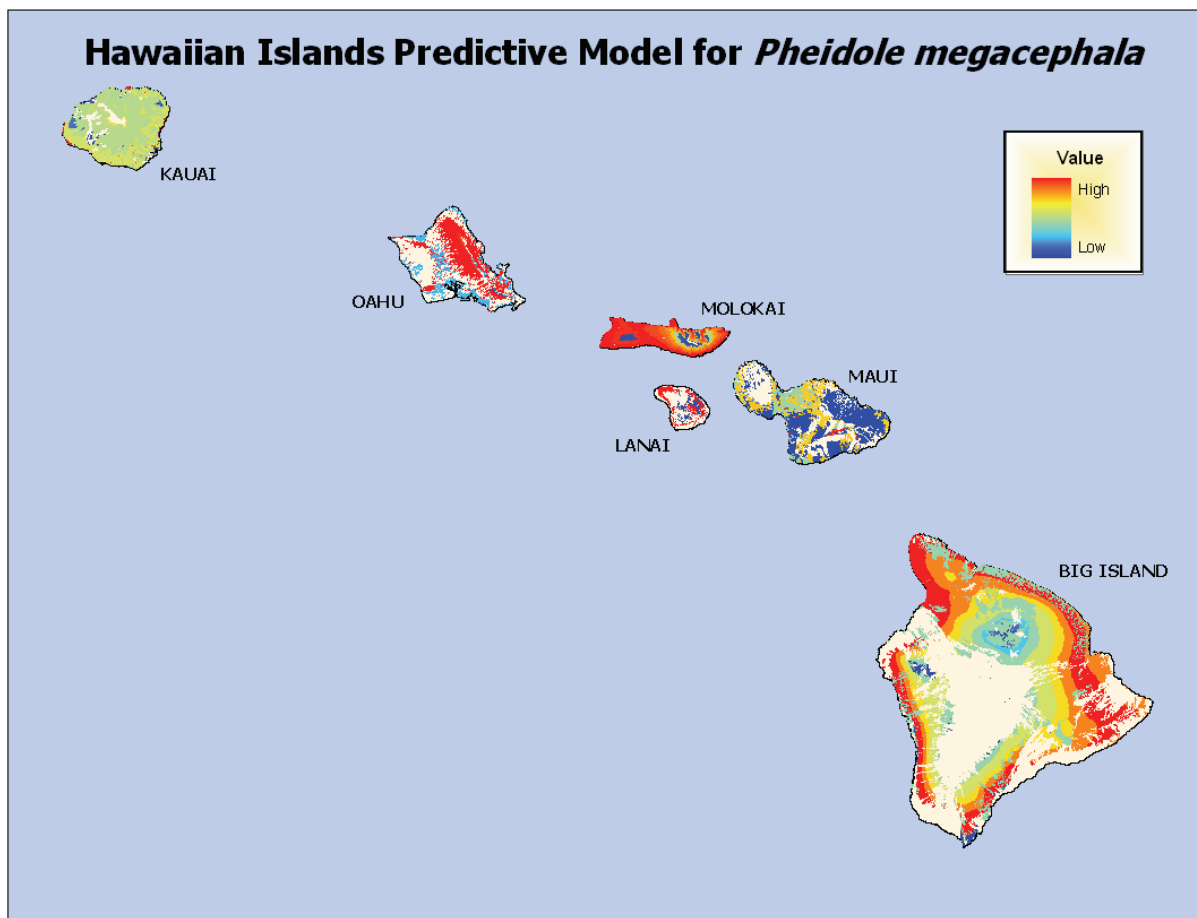 Hawaiian Islands Predictive Model for Pheidole megacephala
KAUAI
Value
High
Low
OAHU
MOLOKAI
MAUI
LANAI
BIG ISLAND